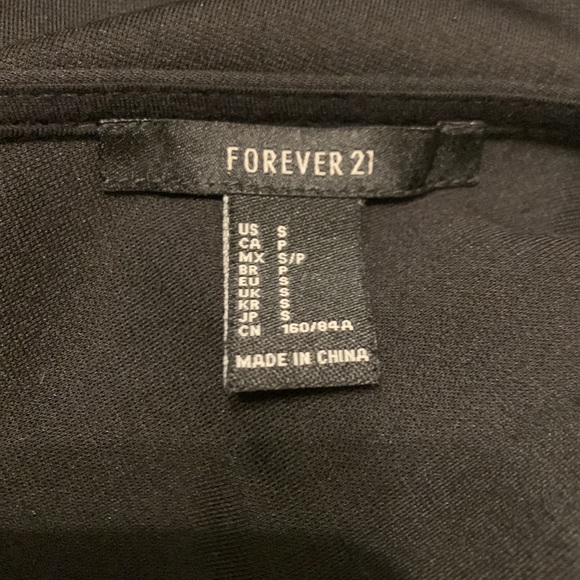 FOREVER 21
US S
CA P
MX S/P
BR P
EU S
UK S
KR S
JP S
CN 160/84A
MADE IN CHINA